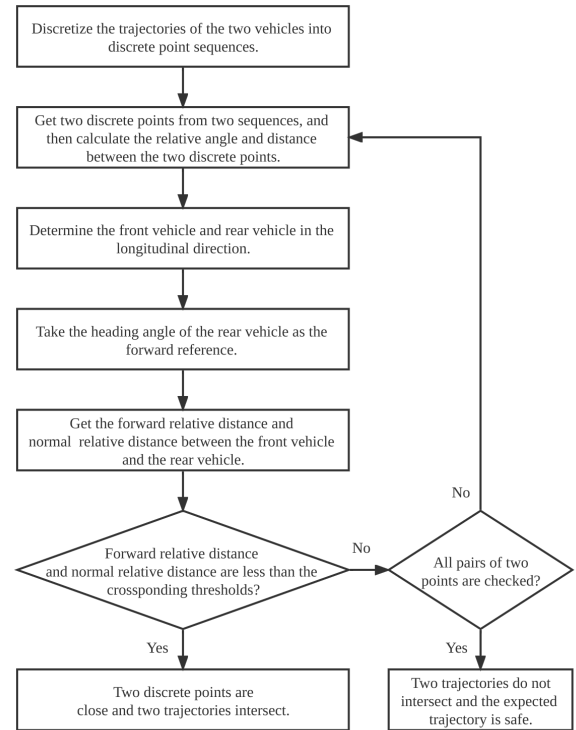 Discretize the trajectories of the two vehicles into
discrete point sequences.
Get two discrete points from two sequences, and
then calculate the relative angle and distance
between the two discrete points.
Determine the front vehicle and rear vehicle in the
longitudinal direction.
Take the heading angle of the rear vehicle as the
forward reference.
Get the forward relative distance and
normal relative distance between the front vehicle
and the rear vehicle.
No
Forward relative distance
and normal relative distance are less than the
crossponding thresholds?
No
All pairs of two
points are checked?
Yes
Yes
Two discrete points are
close and two trajectories intersect.
Two trajectories do not
intersect and the expected
trajectory is safe.